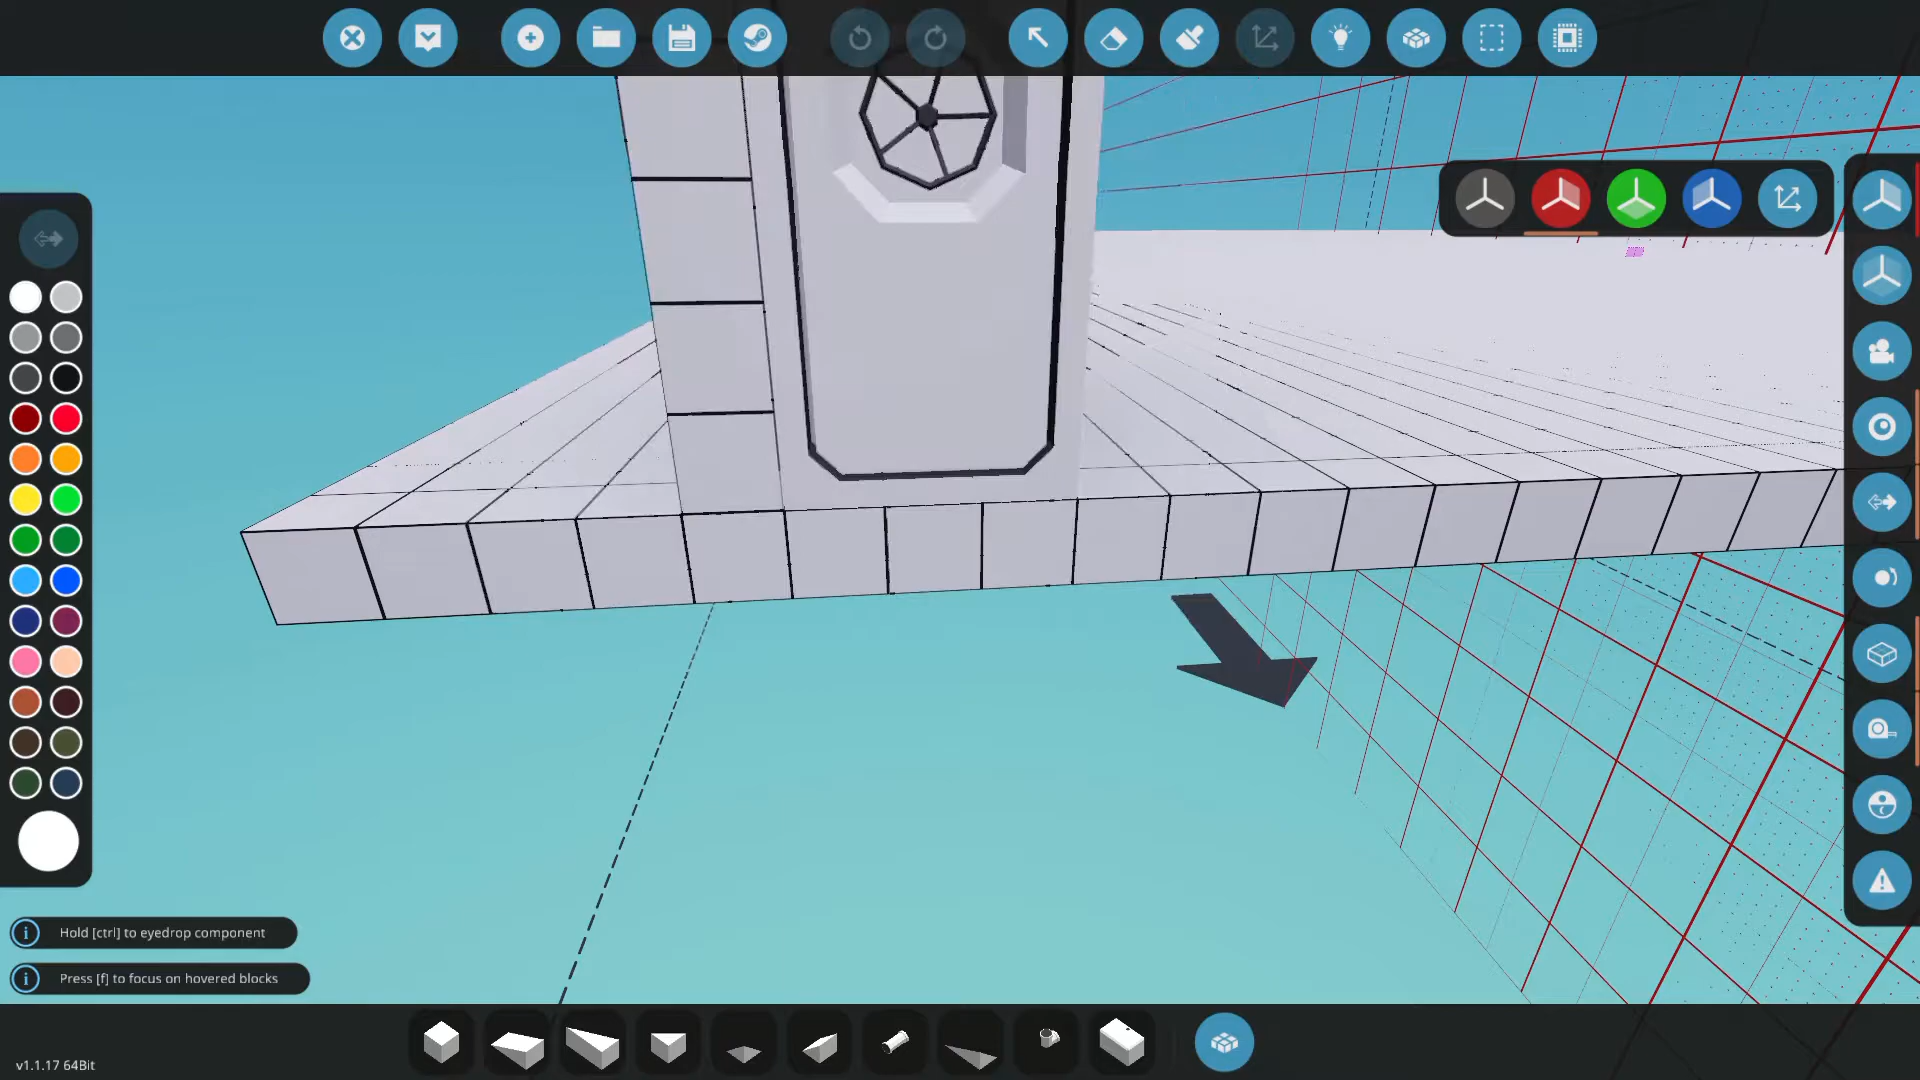 Hold [ctrl] to eyedrop component
Press [f] to focus on hovered blocks
v1.1.17 64Bit